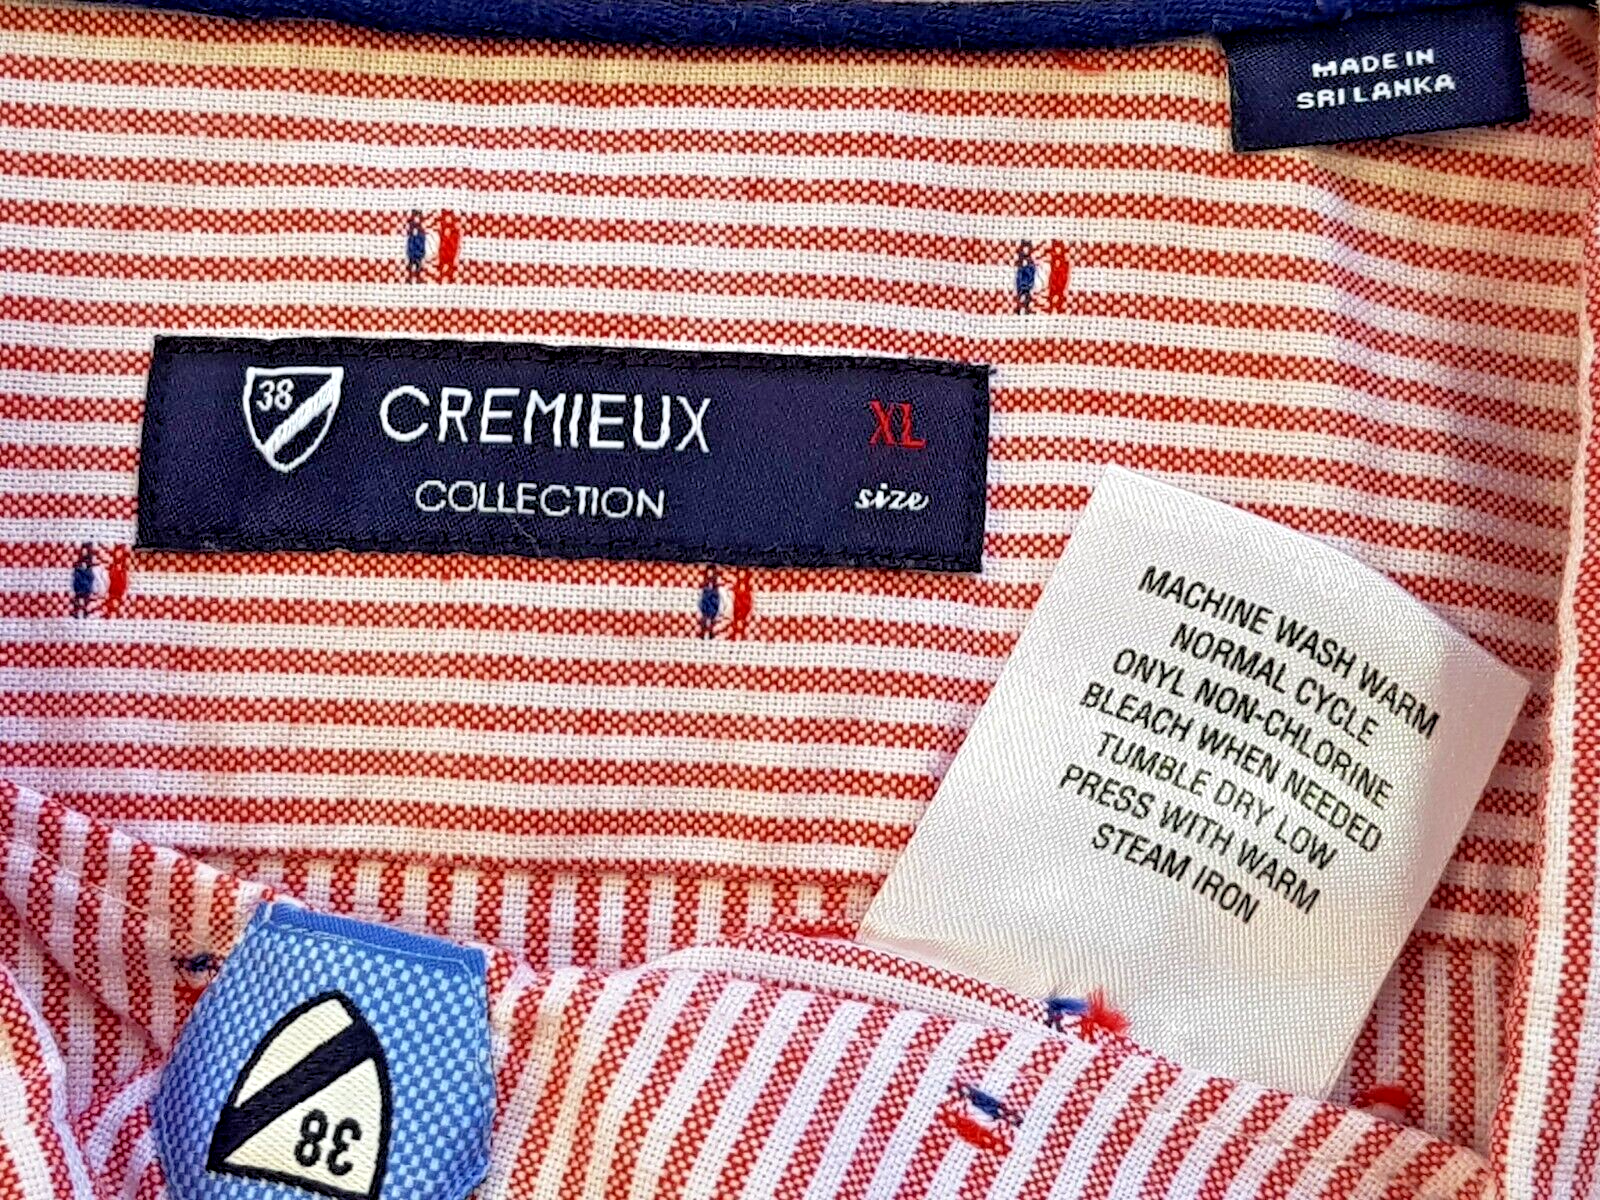 MADE IN
SRI LANKA
38
CREMIEUX
XL
COLLECTION
size
MACHINE WASH WARM
NORMAL CYCLE
ONYL NON-CHLORINE
BLEACH WHEN NEEDED
TUMBLE DRY LOW
PRESS WITH WARM
STEAM IRON
38